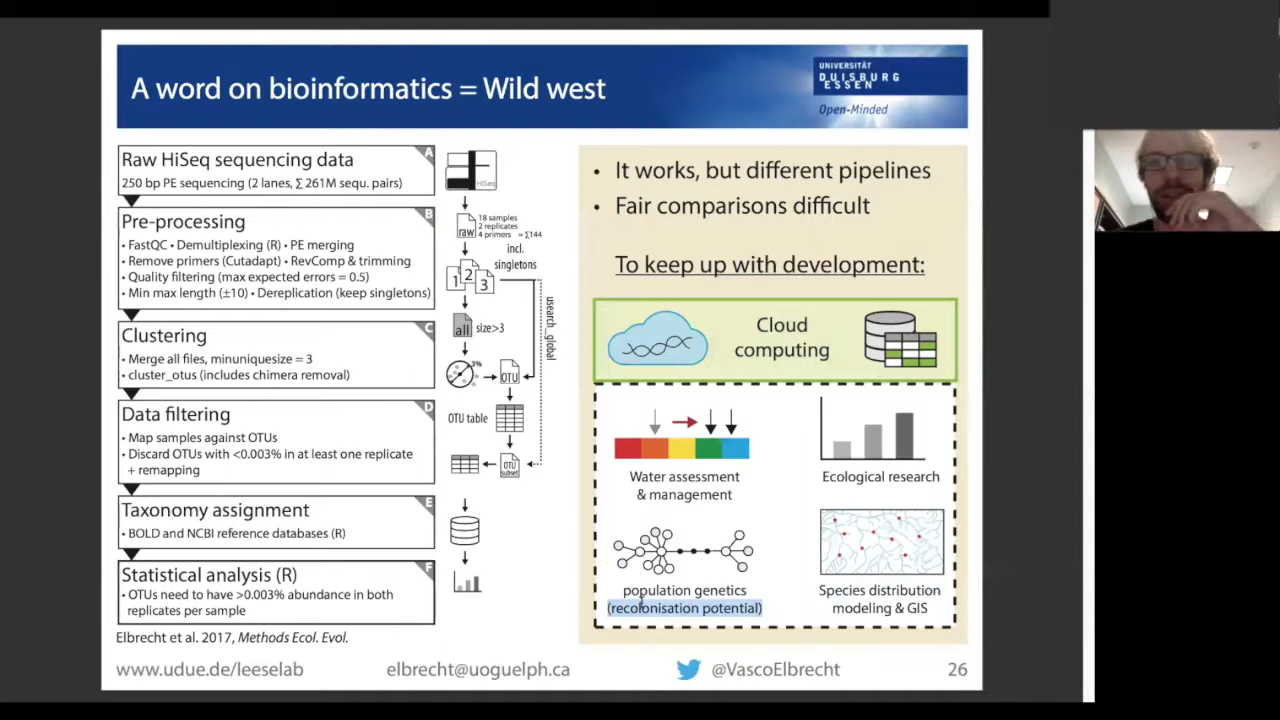 A word on bioinformatics = Wild west
UNIVERSITÄT
DUISBURG
ESSEN
Open-Minded
Raw HiSeq sequencing data
A
250 bp PE sequencing (2 lanes, ∑ 261M sequ. pairs)
Pre-processing
B
• FastQC • Demultiplexing (R) • PE merging
• Remove primers (Cutadapt) • RevComp & trimming
• Quality filtering (max expected errors = 0.5)
• Min max length (±10) • Dereplication (keep singletons)
Clustering
C
• Merge all files, minuniquesize = 3
• cluster_otus (includes chimera removal)
Data filtering
D
• Map samples against OTUs
• Discard OTUs with <0.003% in at least one replicate
+ remapping
Taxonomy assignment
E
• BOLD and NCBI reference databases (R)
Statistical analysis (R)
F
• OTUs need to have >0.003% abundance in both
replicates per sample
Elbrecht et al. 2017, Methods Ecol. Evol.
HiSeq
raw
18 samples
2 replicates
4 primers = ∑144
incl.
singletons
1 2 3
usearch_global
all size>3
3%
OTU
OTU table
OTU
subset
• It works, but different pipelines
• Fair comparisons difficult
To keep up with development:
Cloud
computing
Water assessment
& management
Ecological research
population genetics
(recolonisation potential)
Species distribution
modeling & GIS
www.udue.de/leeselab
elbrecht@uoguelph.ca
@VascoElbrecht
26